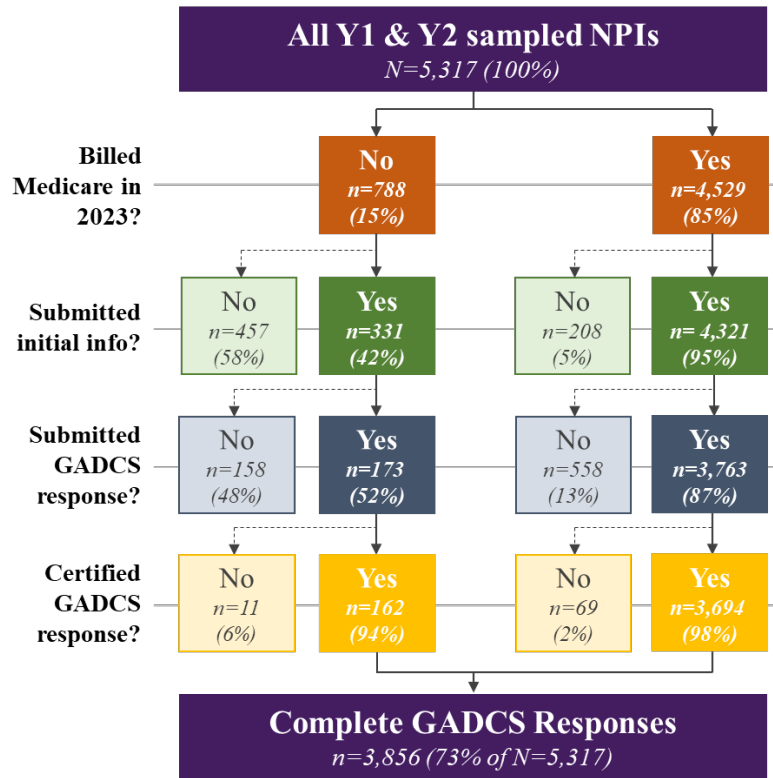 All Y1 & Y2 sampled NPIs
N=5,317 (100%)
Billed
Medicare in
2023?
No
n=788
(15%)
Yes
n=4,529
(85%)
Submitted
initial info?
No
n=457
(58%)
Yes
n=331
(42%)
No
n=208
(5%)
Yes
n= 4,321
(95%)
Submitted
GADCS
response?
No
n=158
(48%)
Yes
n=173
(52%)
No
n=558
(13%)
Yes
n=3,763
(87%)
Certified
GADCS
response?
No
n=11
(6%)
Yes
n=162
(94%)
No
n=69
(2%)
Yes
n=3,694
(98%)
Complete GADCS Responses
n=3,856 (73% of N=5,317)